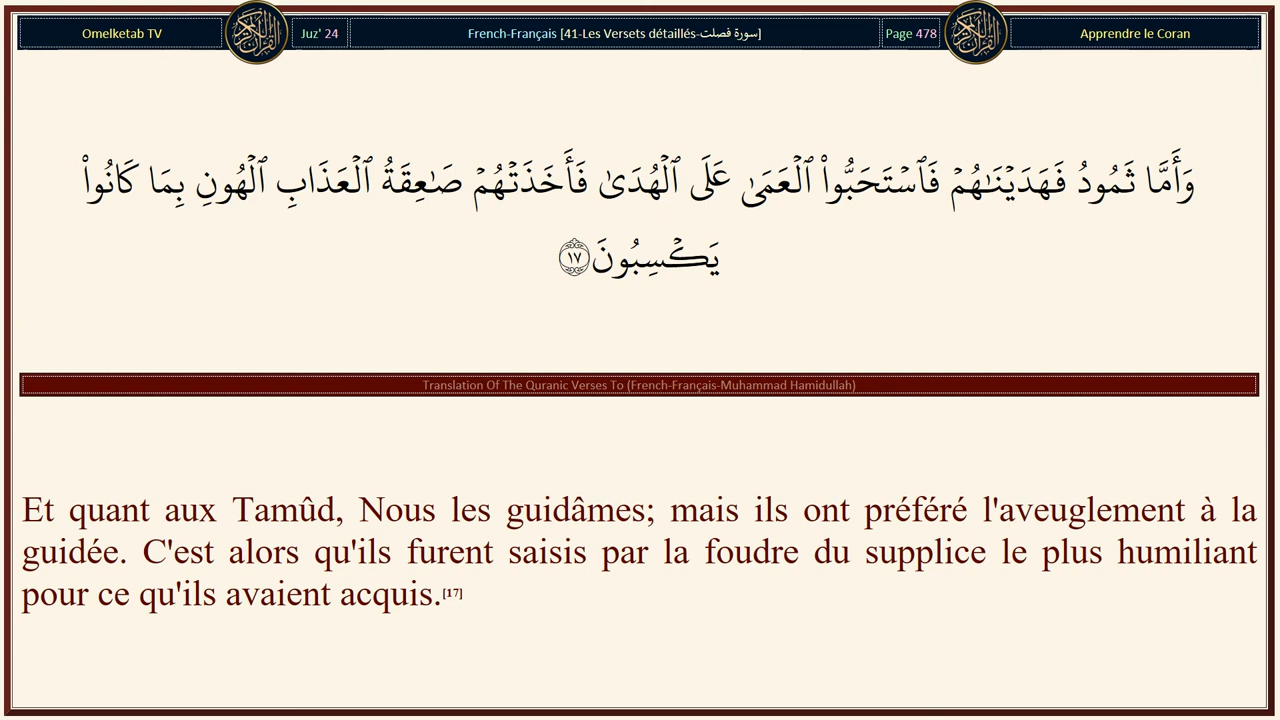 Omelketab TV
Juz' 24
French-Français [41-Les Versets détaillés-سورة فصلت]
Page 478
Apprendre le Coran
وَأَمَّا ثَمُودُ فَهَدَيۡنَـٰهُمۡ فَٱسۡتَحَبُّوا۟ ٱلۡعَمَىٰ عَلَى ٱلۡهُدَىٰ فَأَخَذَتۡهُمۡ صَـٰعِقَةُ ٱلۡعَذَابِ ٱلۡهُونِ بِمَا كَانُوا۟
يَكۡسِبُونَ ١٧
Translation Of The Quranic Verses To (French-Français-Muhammad Hamidullah)
Et quant aux Tamûd, Nous les guidâmes; mais ils ont préféré l'aveuglement à la
guidée. C'est alors qu'ils furent saisis par la foudre du supplice le plus humiliant
pour ce qu'ils avaient acquis.[17]